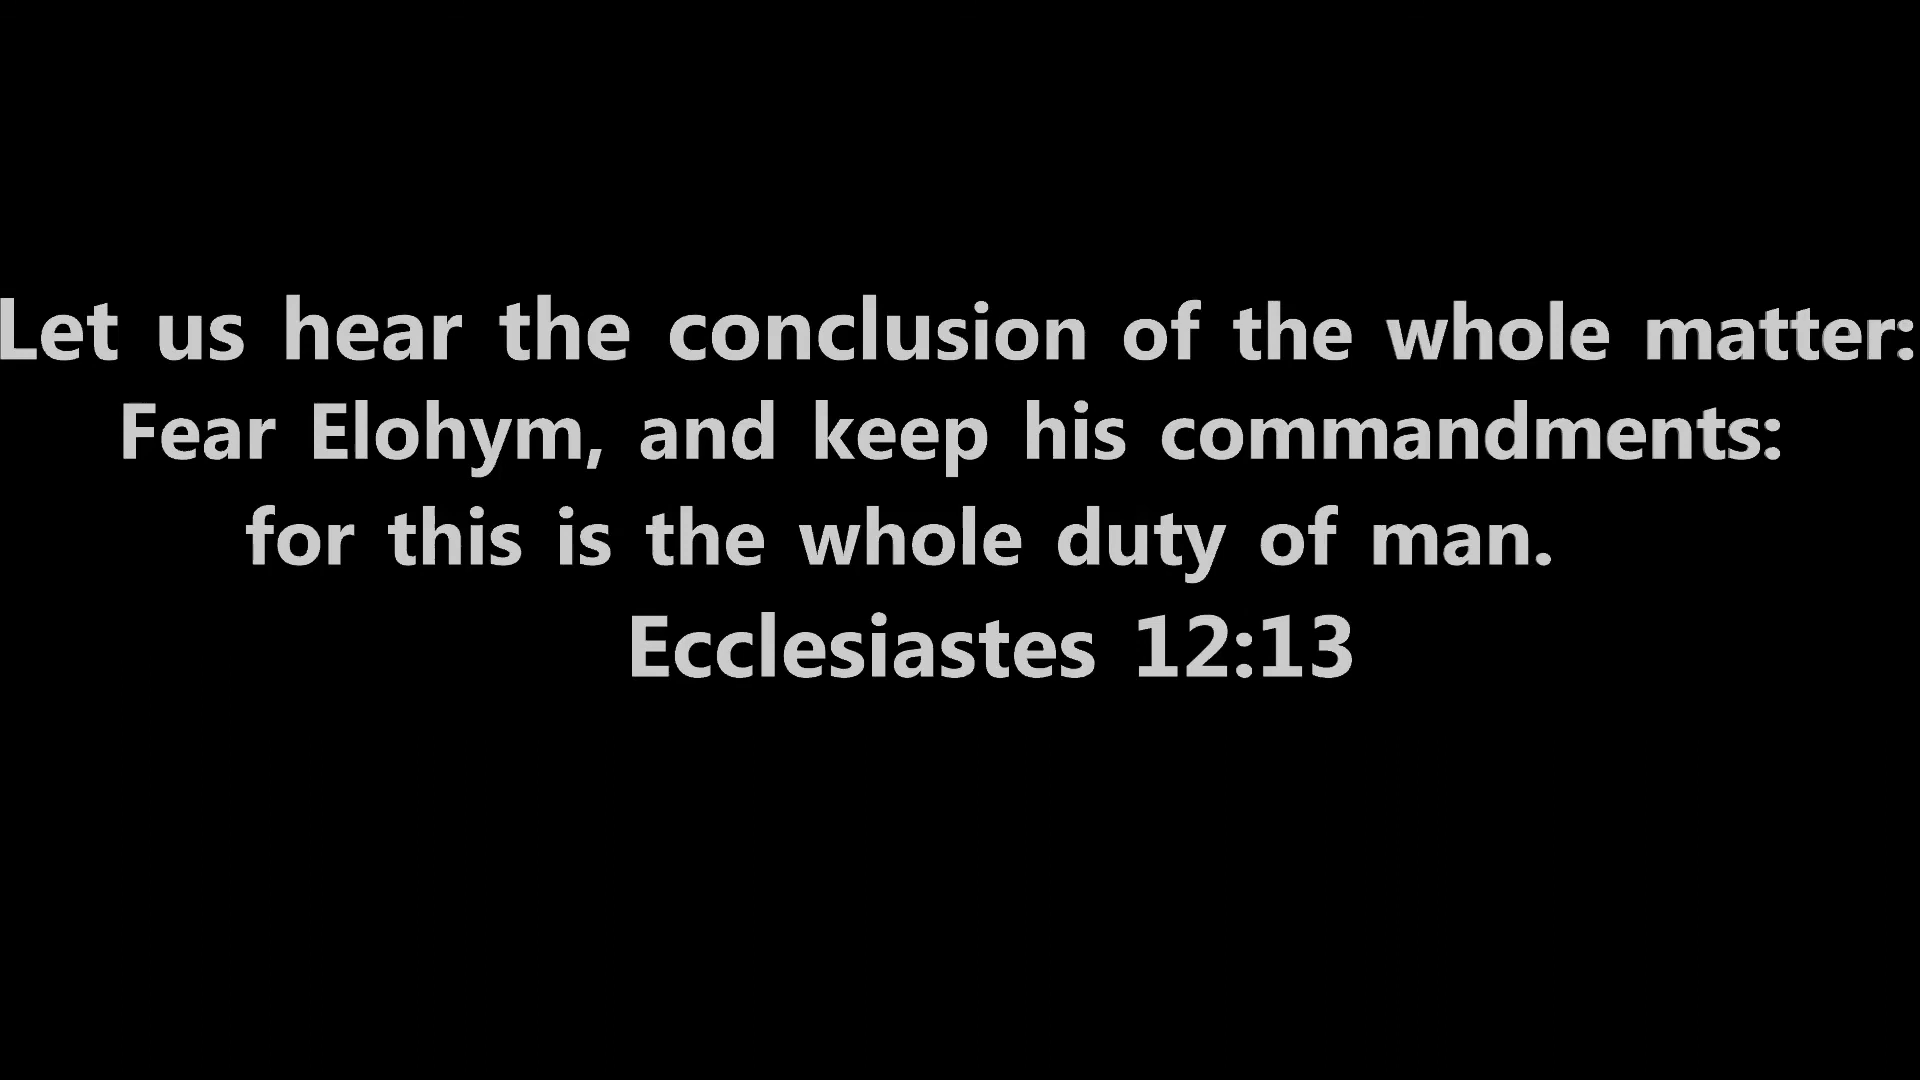 Let us hear the conclusion of the whole matter:
Fear Elohym, and keep his commandments:
for this is the whole duty of man.
Ecclesiastes 12:13